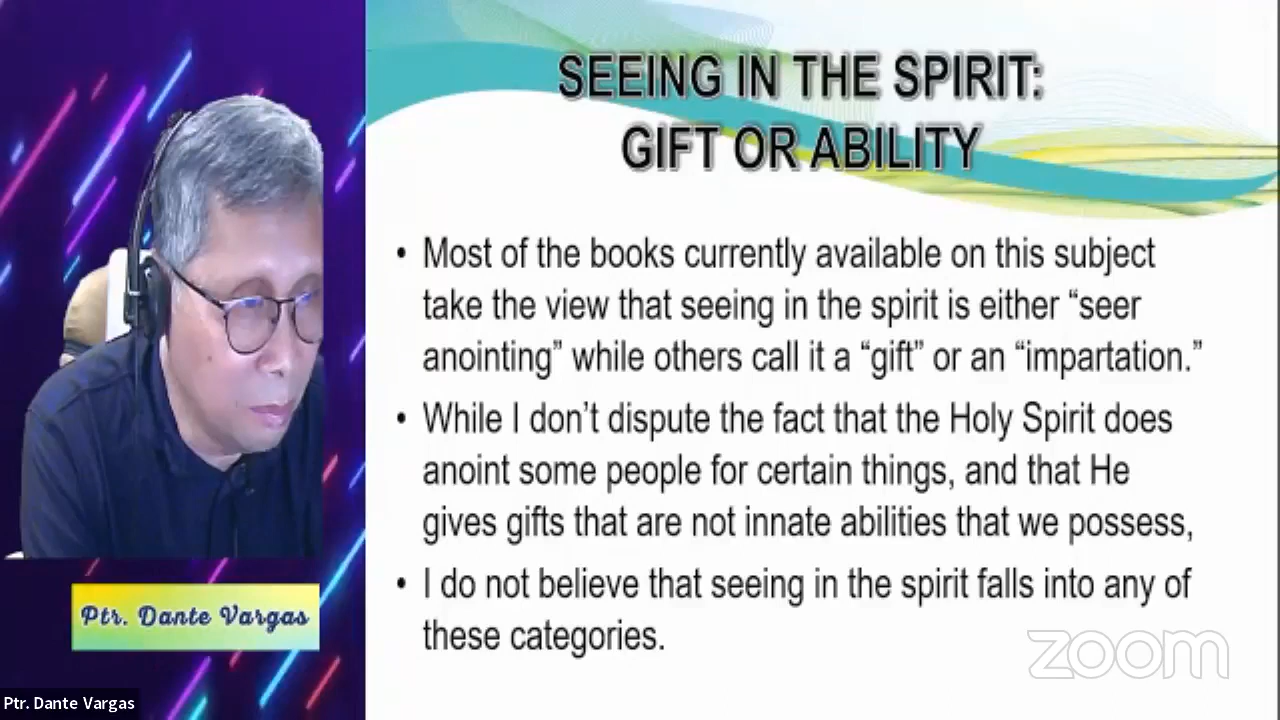 SEEING IN THE SPIRIT:
GIFT OR ABILITY
• Most of the books currently available on this subject
take the view that seeing in the spirit is either “seer
anointing” while others call it a “gift” or an “impartation.”
• While I don’t dispute the fact that the Holy Spirit does
anoint some people for certain things, and that He
gives gifts that are not innate abilities that we possess,
• I do not believe that seeing in the spirit falls into any of
these categories.
zoom
Ptr. Dante Vargas
Ptr. Dante Vargas